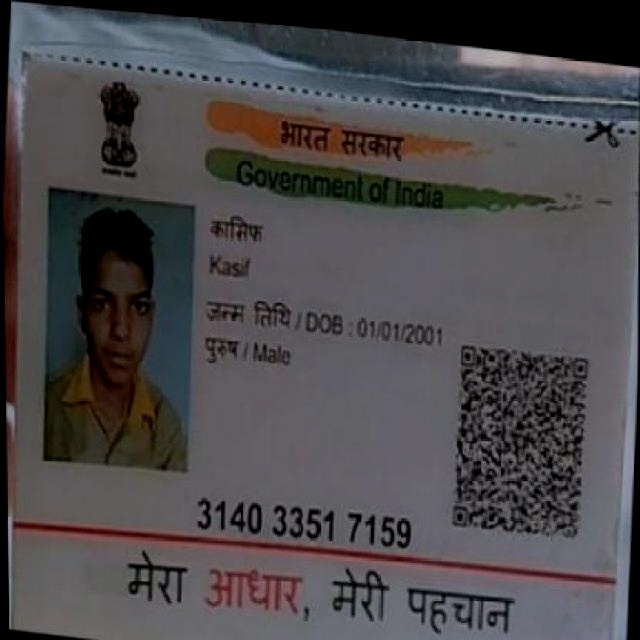 भारत सरकार
Government of India
कासिफ
Kasif
जन्म तिथि / DOB : 01/01/2001
पुरुष / Male
3140 3351 7159
मेरा आधार, मेरी पहचान